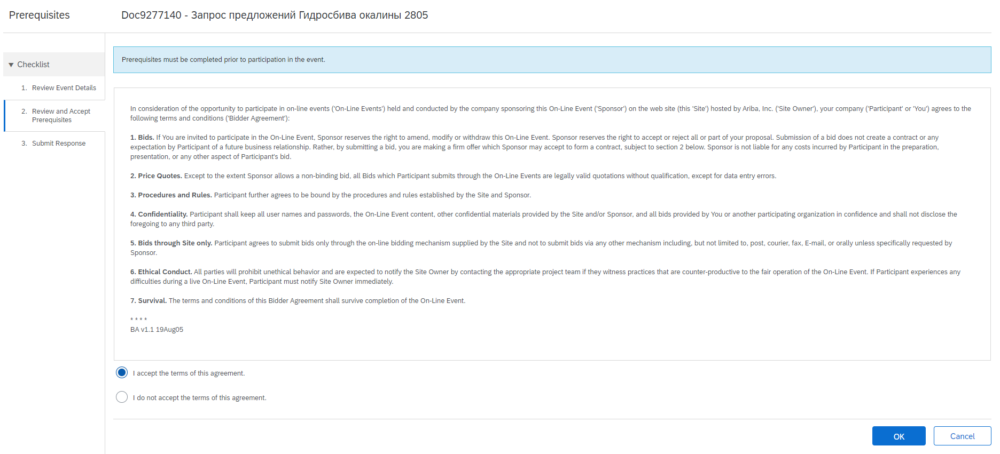 Prerequisites
Doc9277140 - Запрос предложений Гидросбива окалины 2805
▼ Checklist
1. Review Event Details
2. Review and Accept
Prerequisites
3. Submit Response
Prerequisites must be completed prior to participation in the event.
In consideration of the opportunity to participate in on-line events ('On-Line Events') held and conducted by the company sponsoring this On-Line Event ('Sponsor') on the web site (this 'Site') hosted by Ariba, Inc. ('Site Owner'), your company ('Participant' or 'You') agrees to the
following terms and conditions ('Bidder Agreement'):
1. Bids. If You are invited to participate in the On-Line Event, Sponsor reserves the right to amend, modify or withdraw this On-Line Event. Sponsor reserves the right to accept or reject all or part of your proposal. Submission of a bid does not create a contract or any
expectation by Participant of a future business relationship. Rather, by submitting a bid, you are making a firm offer which Sponsor may accept to form a contract, subject to section 2 below. Sponsor is not liable for any costs incurred by Participant in the preparation,
presentation, or any other aspect of Participant's bid.
2. Price Quotes. Except to the extent Sponsor allows a non-binding bid, all Bids which Participant submits through the On-Line Events are legally valid quotations without qualification, except for data entry errors.
3. Procedures and Rules. Participant further agrees to be bound by the procedures and rules established by the Site and Sponsor.
4. Confidentiality. Participant shall keep all user names and passwords, the On-Line Event content, other confidential materials provided by the Site and/or Sponsor, and all bids provided by You or another participating organization in confidence and shall not disclose the
foregoing to any third party.
5. Bids through Site only. Participant agrees to submit bids only through the on-line bidding mechanism supplied by the Site and not to submit bids via any other mechanism including, but not limited to, post, courier, fax, E-mail, or orally unless specifically requested by
Sponsor.
6. Ethical Conduct. All parties will prohibit unethical behavior and are expected to notify the Site Owner by contacting the appropriate project team if they witness practices that are counter-productive to the fair operation of the On-Line Event. If Participant experiences any
difficulties during a live On-Line Event, Participant must notify Site Owner immediately.
7. Survival. The terms and conditions of this Bidder Agreement shall survive completion of the On-Line Event.
* * * *
BA v1.1 19Aug05
I accept the terms of this agreement.
I do not accept the terms of this agreement.
OK
Cancel